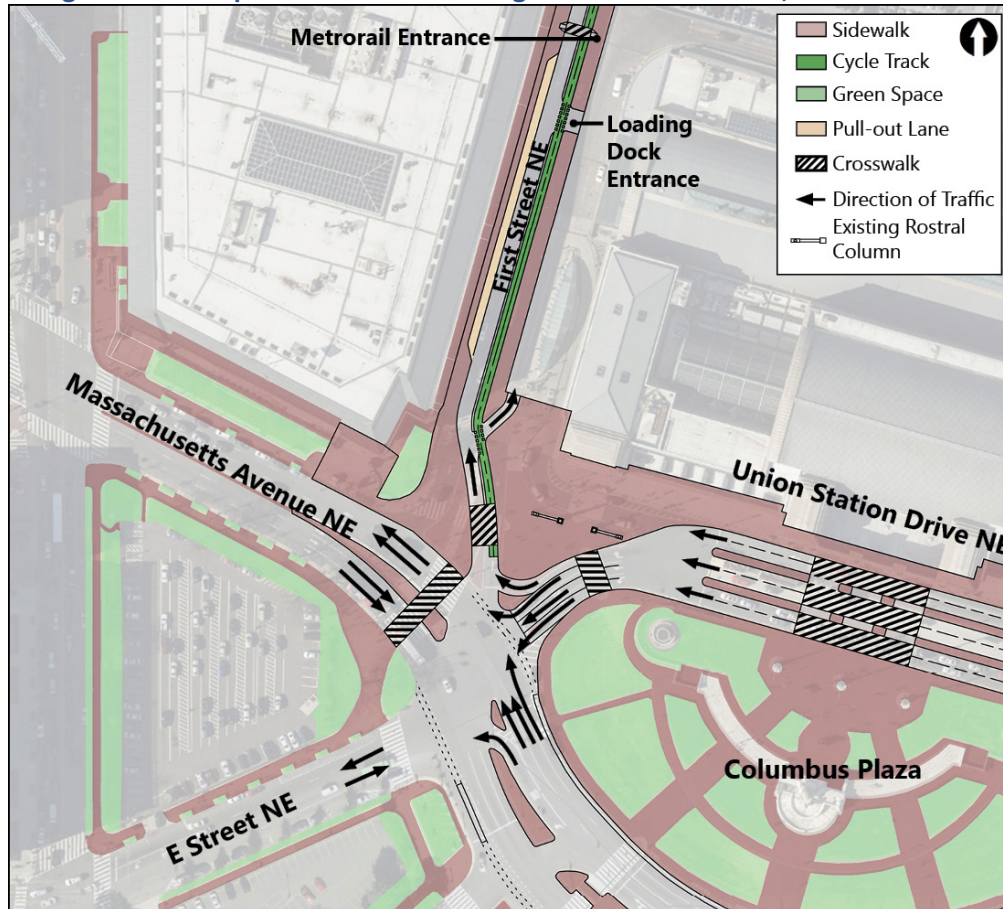 Metrorail Entrance
Loading
Dock
Entrance
First Street NE
Sidewalk
Cycle Track
Green Space
Pull-out Lane
Crosswalk
Direction of Traffic
Existing Rostral
Column
Massachusetts Avenue NE
Union Station Drive NE
Columbus Plaza
E Street NE